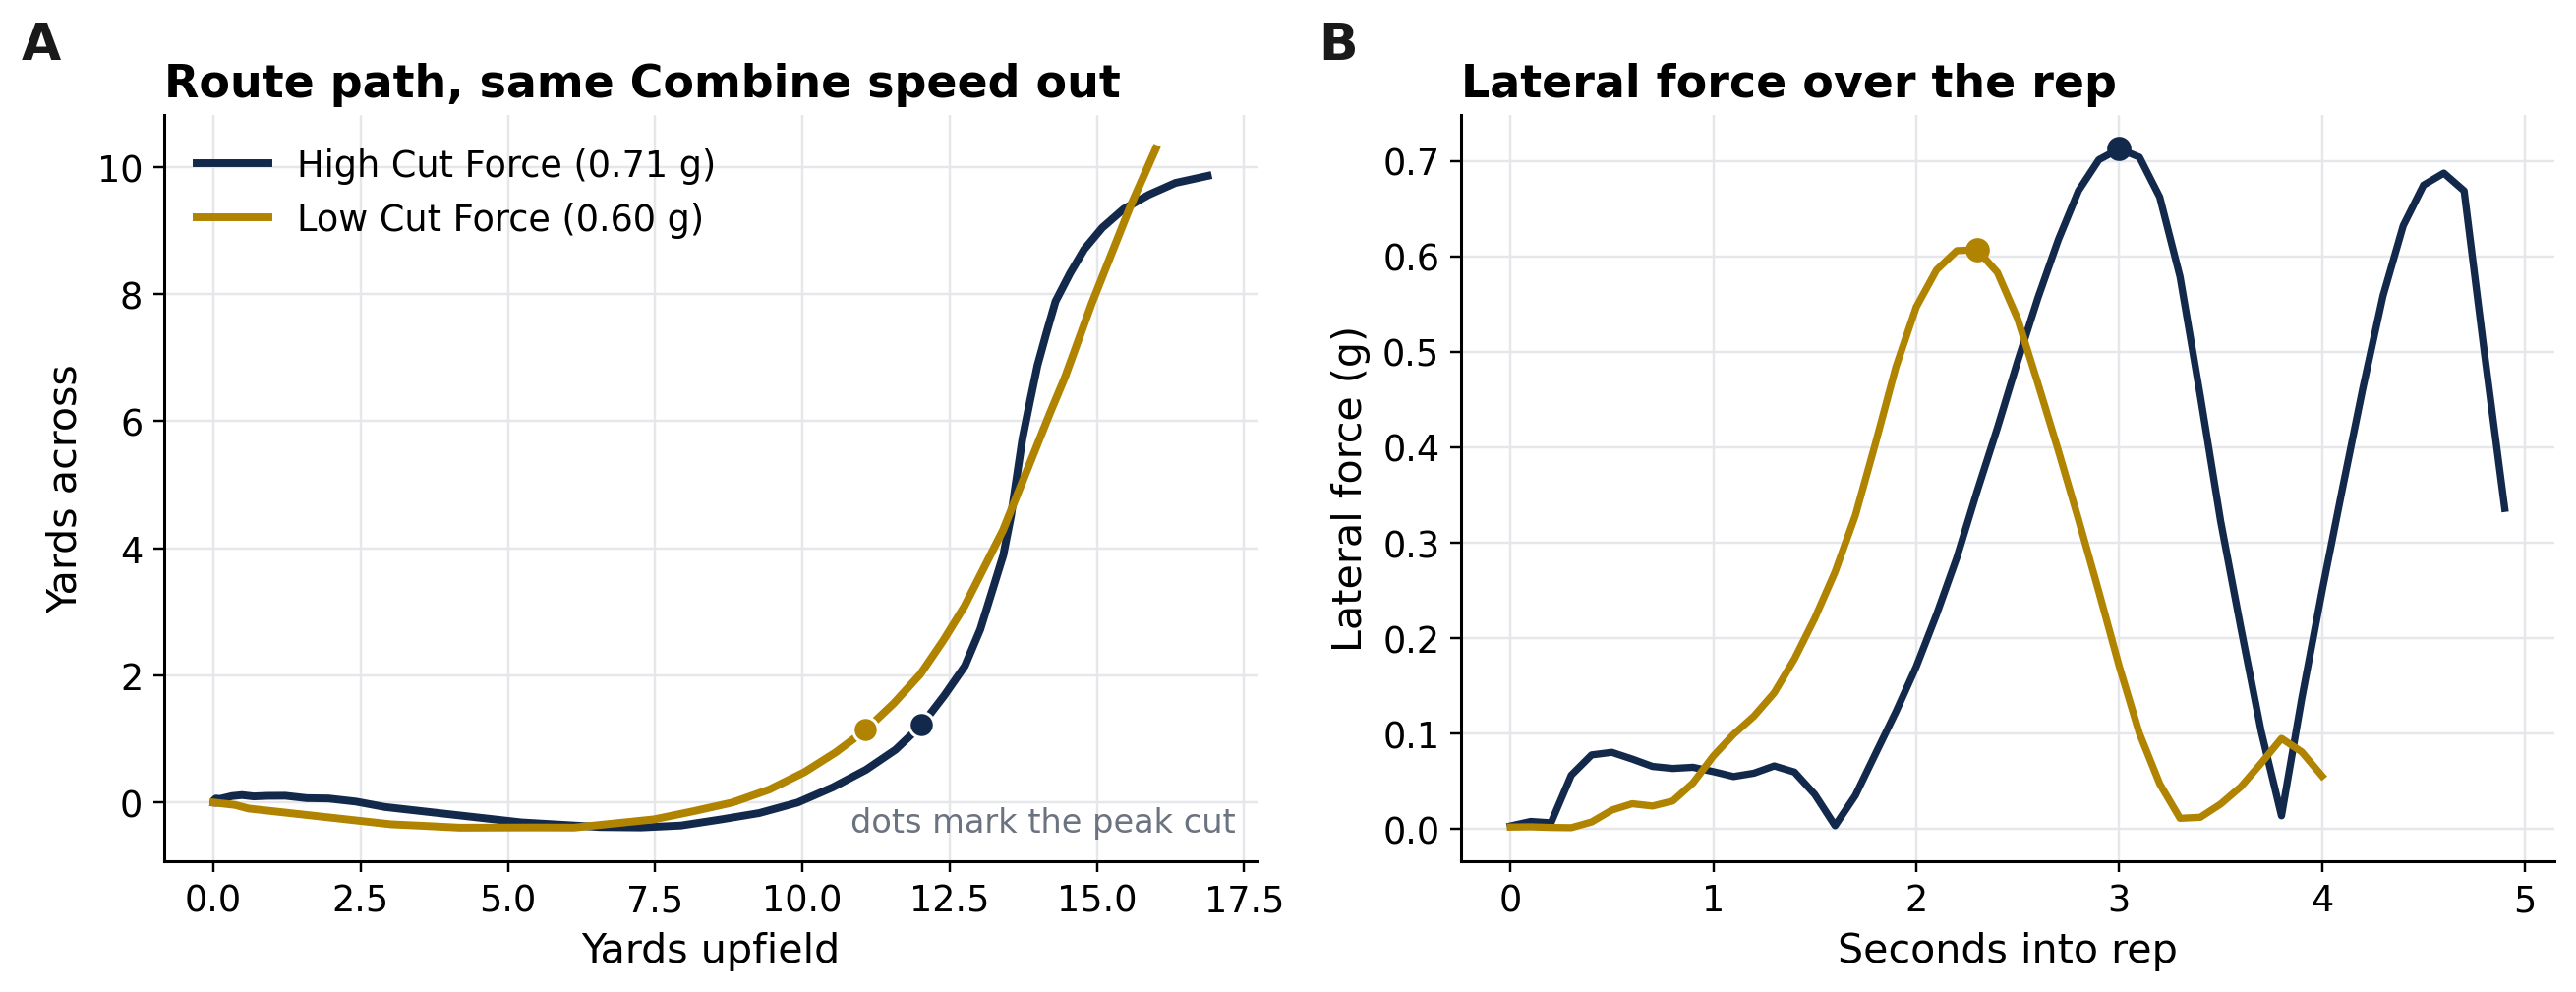 A
Route path, same Combine speed out
High Cut Force (0.71 g)
Low Cut Force (0.60 g)
10
8
6
4
2
0
Yards across
dots mark the peak cut
0.0 2.5 5.0 7.5 10.0 12.5 15.0 17.5
Yards upfield
B
Lateral force over the rep
0.7
0.6
0.5
0.4
0.3
0.2
0.1
0.0
Lateral force (g)
0 1 2 3 4 5
Seconds into rep